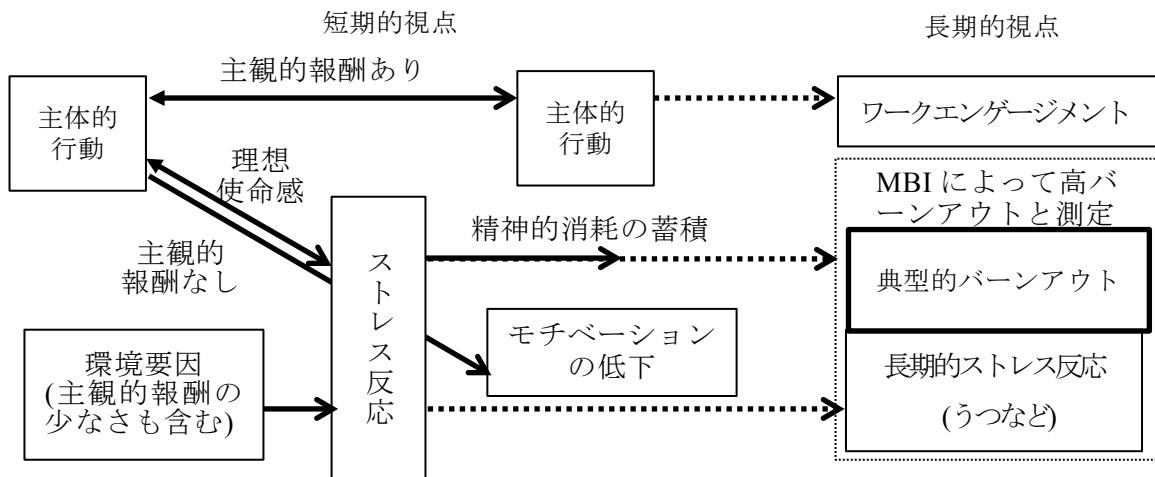 短期的視点
長期的視点
主観的報酬あり
主体的
行動
主体的
行動
ワークエンゲージメント
理想
使命感
主観的
報酬なし
ストレス反応
精神的消耗の蓄積
MBI によって高バ
ーンアウトと測定
典型的バーンアウト
モチベーション
の低下
環境要因
(主観的報酬の
少なさも含む)
長期的ストレス反応
(うつなど)